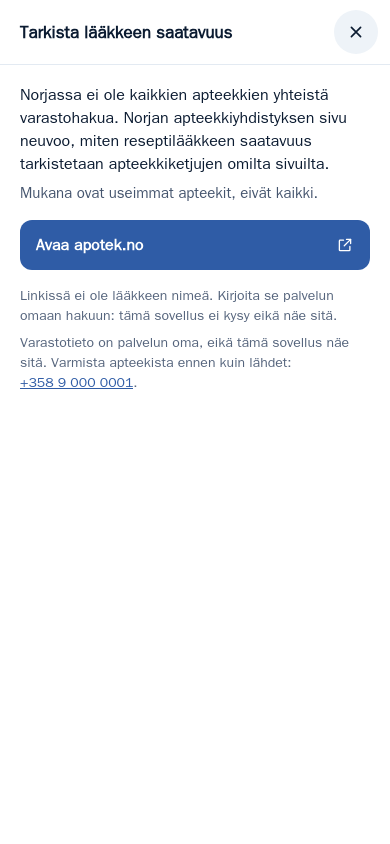 Tarkista lääkkeen saatavuus
Norjassa ei ole kaikkien apteekkien yhteistä
varastohakua. Norjan apteekkiyhdistyksen sivu
neuvoo, miten reseptilääkkeen saatavuus
tarkistetaan apteekkiketjujen omilta sivuilta.
Mukana ovat useimmat apteekit, eivät kaikki.
Avaa apotek.no
Linkissä ei ole lääkkeen nimeä. Kirjoita se palvelun
omaan hakuun: tämä sovellus ei kysy eikä näe sitä.
Varastotieto on palvelun oma, eikä tämä sovellus näe
sitä. Varmista apteekista ennen kuin lähdet:
+358 9 000 0001.